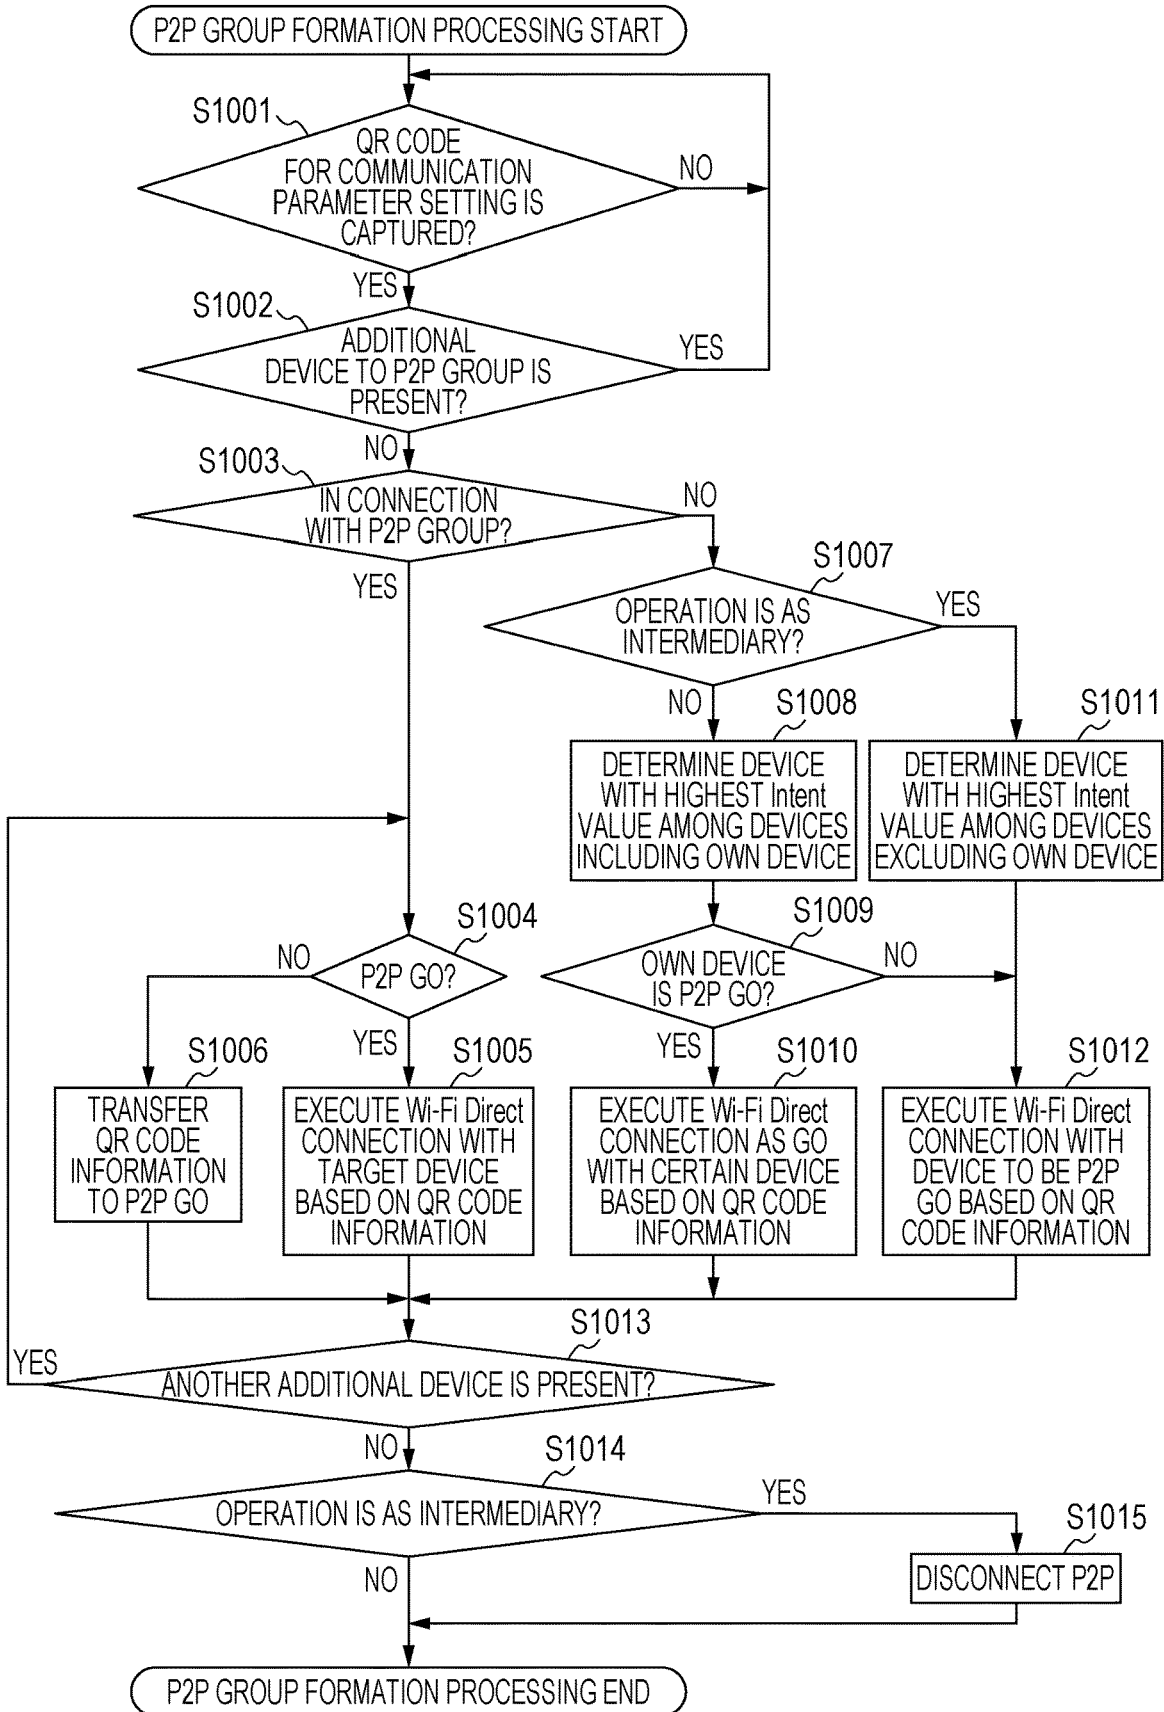 P2P GROUP FORMATION PROCESSING START
S1001
QR CODE
FOR COMMUNICATION
PARAMETER SETTING IS
CAPTURED?
NO
YES
S1002
ADDITIONAL
DEVICE TO P2P GROUP IS
PRESENT?
YES
NO
S1003
IN CONNECTION
WITH P2P GROUP?
NO
YES
S1007
OPERATION IS AS
INTERMEDIARY?
YES
NO
S1008
DETERMINE DEVICE
WITH HIGHEST Intent
VALUE AMONG DEVICES
INCLUDING OWN DEVICE
S1011
DETERMINE DEVICE
WITH HIGHEST Intent
VALUE AMONG DEVICES
EXCLUDING OWN DEVICE
S1004
P2P GO?
NO
YES
S1009
OWN DEVICE
IS P2P GO?
NO
YES
S1006
TRANSFER
QR CODE
INFORMATION
TO P2P GO
S1005
EXECUTE Wi-Fi Direct
CONNECTION WITH
TARGET DEVICE
BASED ON QR CODE
INFORMATION
S1010
EXECUTE Wi-Fi Direct
CONNECTION AS GO
WITH CERTAIN DEVICE
BASED ON QR CODE
INFORMATION
S1012
EXECUTE Wi-Fi Direct
CONNECTION WITH
DEVICE TO BE P2P
GO BASED ON QR
CODE INFORMATION
S1013
YES
ANOTHER ADDITIONAL DEVICE IS PRESENT?
NO
S1014
OPERATION IS AS INTERMEDIARY?
YES
NO
S1015
DISCONNECT P2P
P2P GROUP FORMATION PROCESSING END